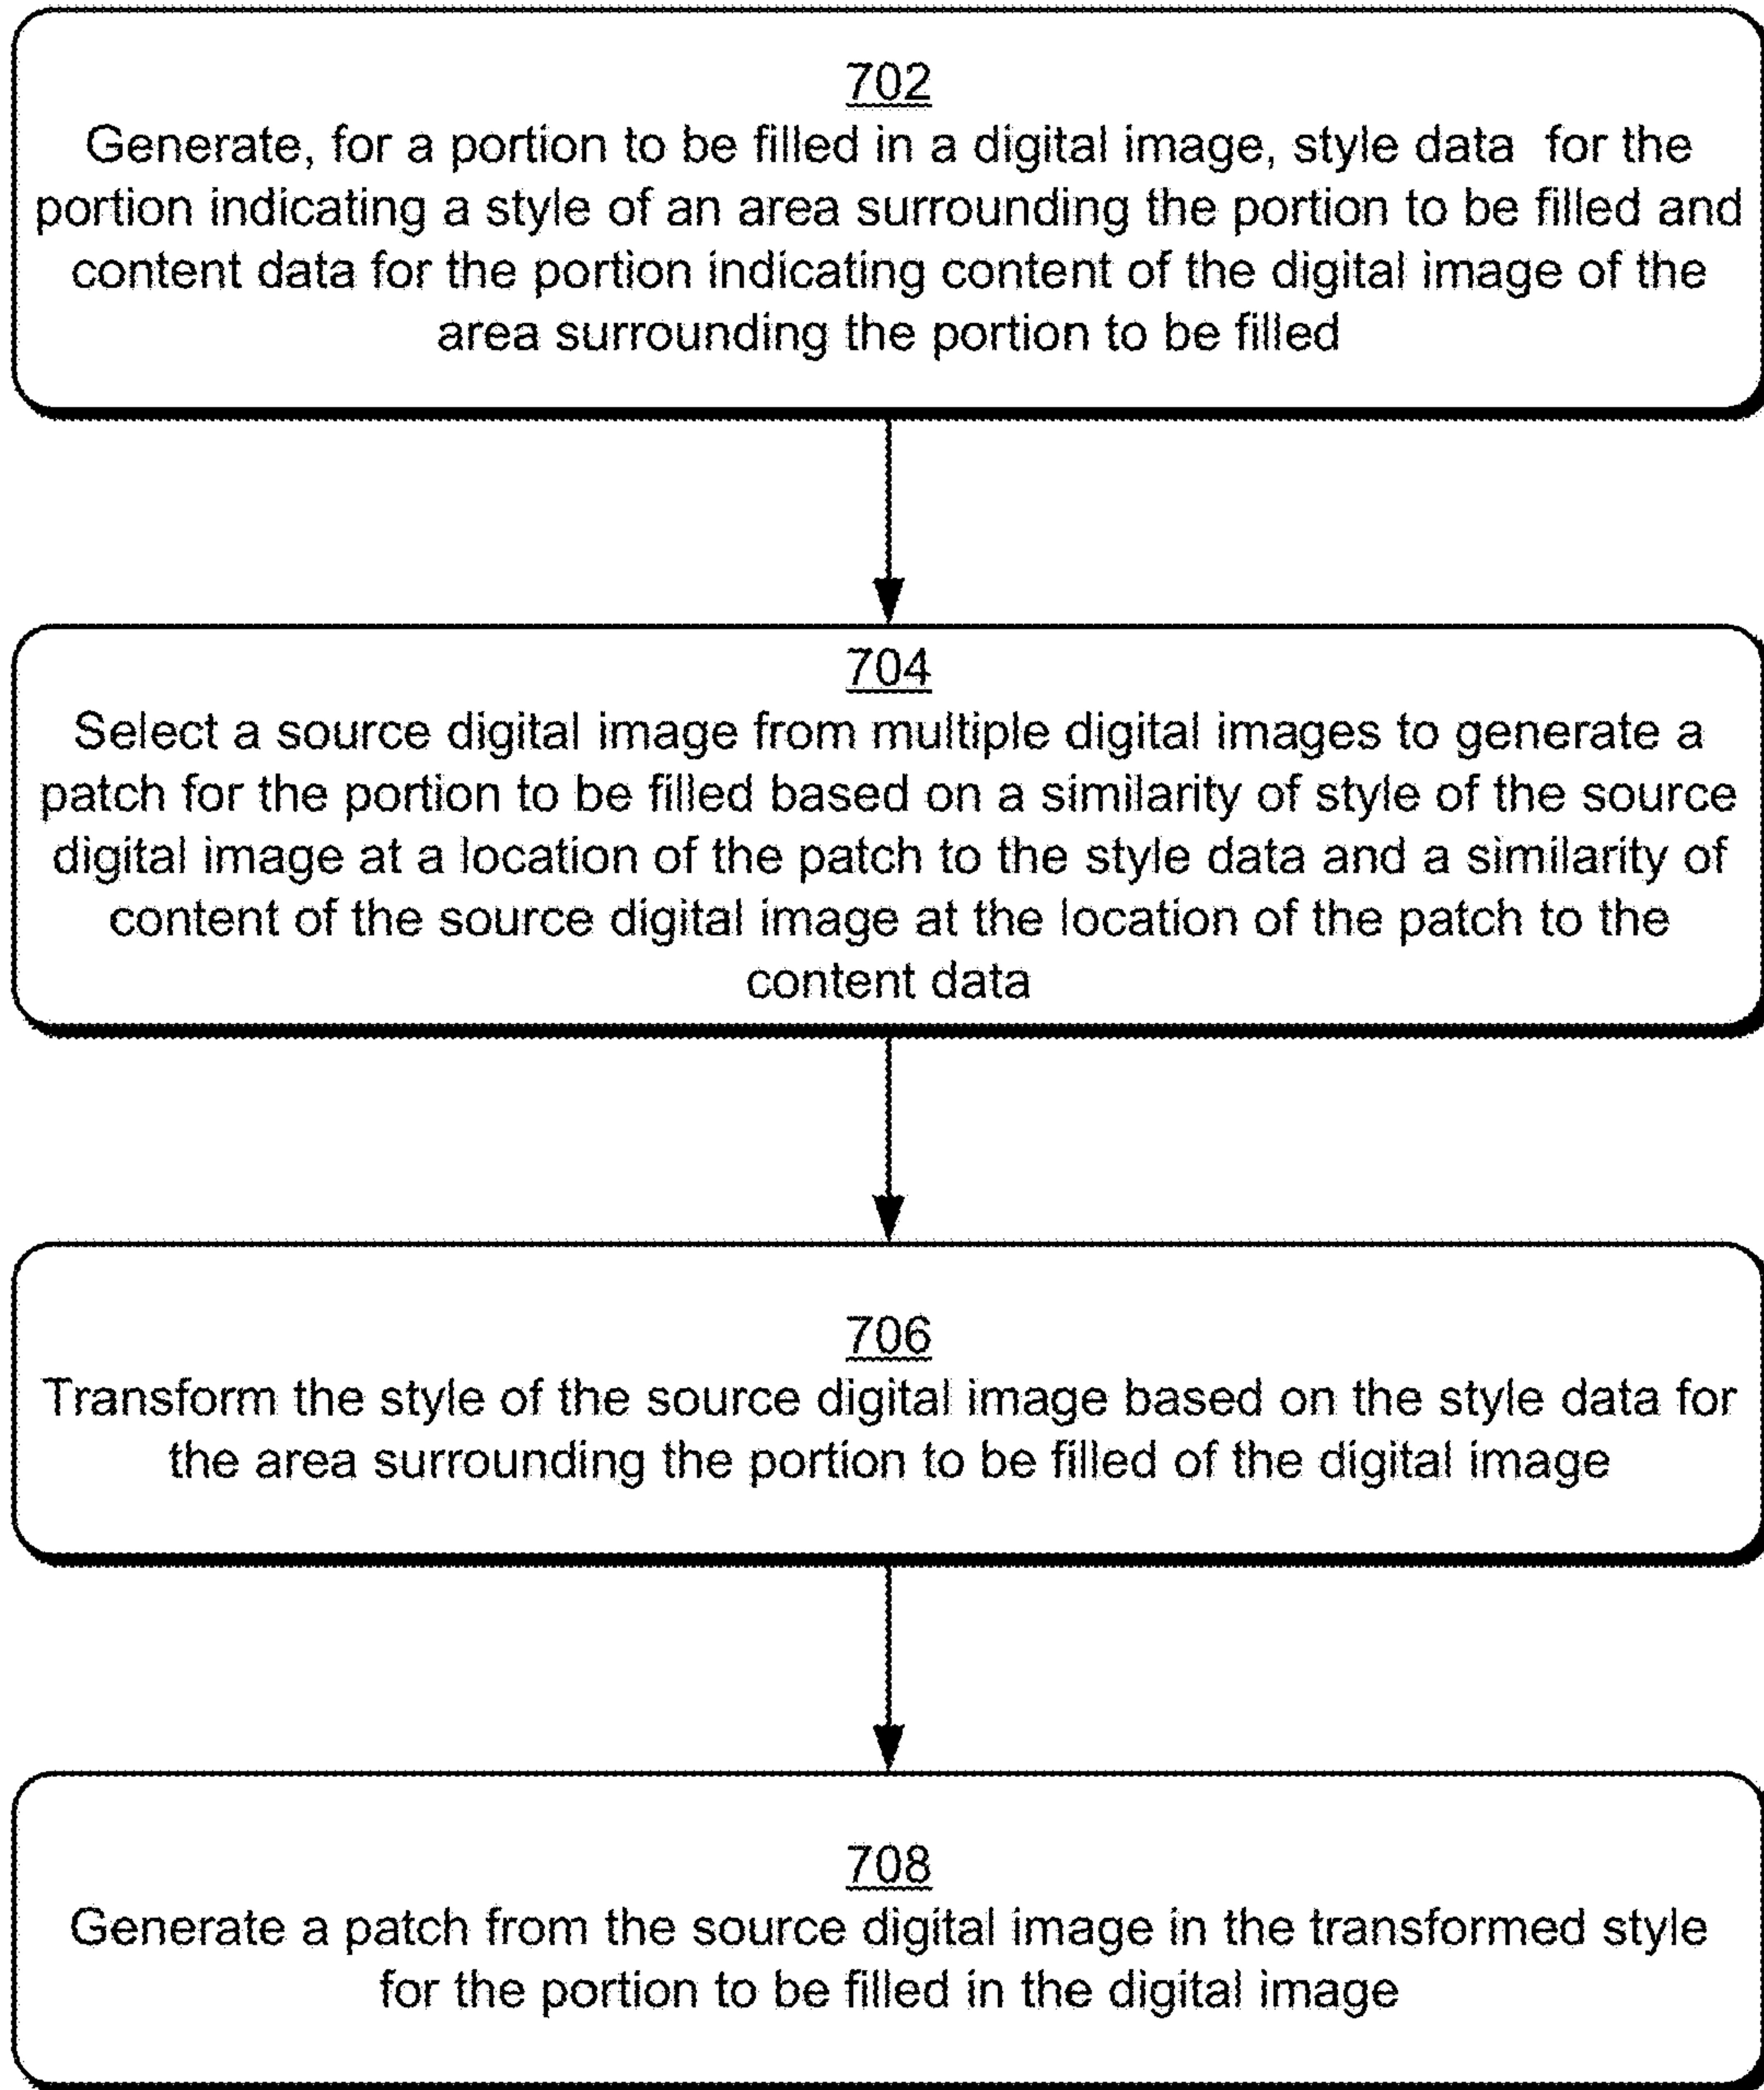 702
Generate, for a portion to be filled in a digital image, style data for the
portion indicating a style of an area surrounding the portion to be filled and
content data for the portion indicating content of the digital image of the
area surrounding the portion to be filled
704
Select a source digital image from multiple digital images to generate a
patch for the portion to be filled based on a similarity of style of the source
digital image at a location of the patch to the style data and a similarity of
content of the source digital image at the location of the patch to the
content data
706
Transform the style of the source digital image based on the style data for
the area surrounding the portion to be filled of the digital image
708
Generate a patch from the source digital image in the transformed style
for the portion to be filled in the digital image